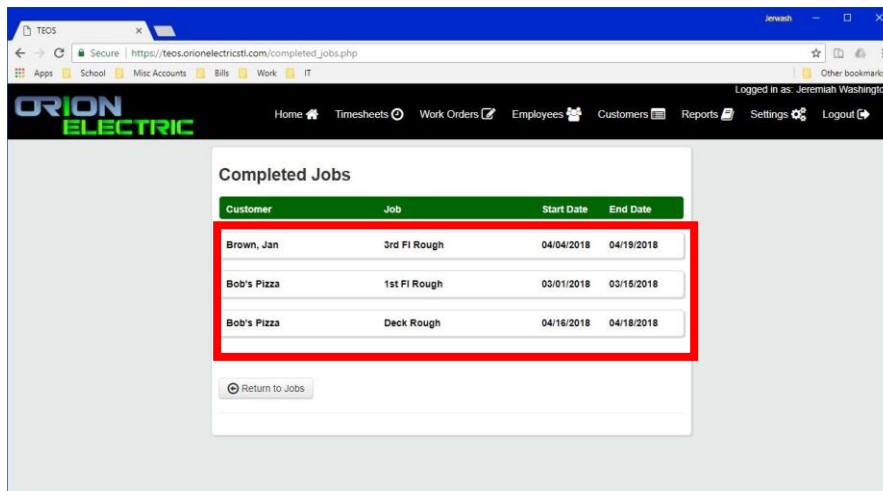 Jerwash
TEOS
Secure | https://teos.orionelectricstl.com/completed_jobs.php
Apps School Misc Accounts Bills Work IT Other bookmarks
Logged in as: Jeremiah Washingto
ORION
ELECTRIC
Home Timesheets Work Orders Employees Customers Reports Settings Logout
Completed Jobs
Customer Job Start Date End Date
Brown, Jan 3rd Fl Rough 04/04/2018 04/19/2018
Bob's Pizza 1st Fl Rough 03/01/2018 03/15/2018
Bob's Pizza Deck Rough 04/16/2018 04/18/2018
Return to Jobs